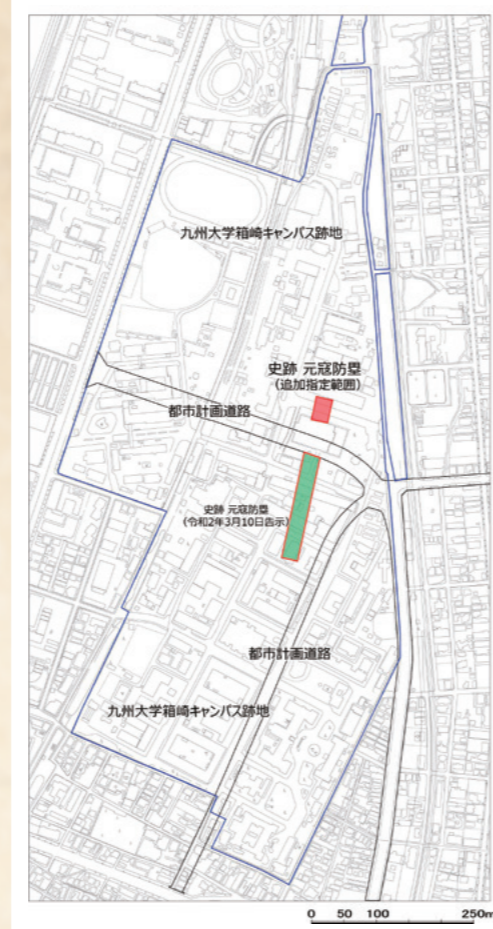 九州大学箱崎キャンパス跡地
史跡 元寇防塁
（追加指定範囲）
都市計画道路
史跡 元寇防塁
（令和2年3月10日告示）
都市計画道路
九州大学箱崎キャンパス跡地
0 50 100 250m